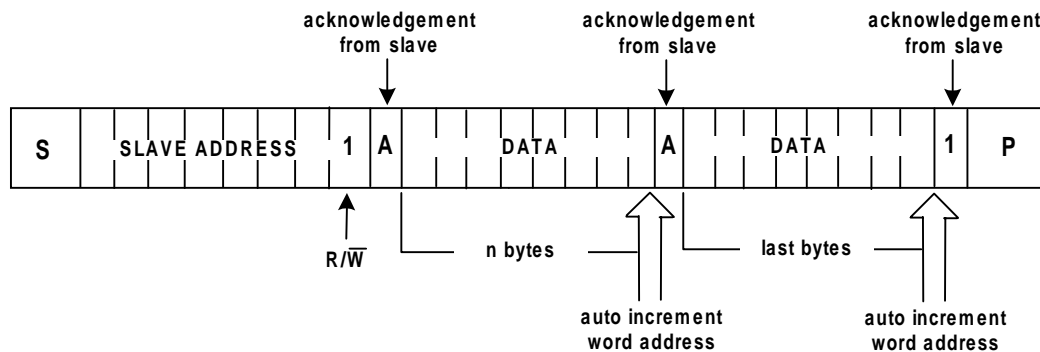 acknowledgement
from slave
acknowledgement
from slave
acknowledgement
from slave
S SLAVE ADDRESS 1 A DATA A DATA 1 P
R/W̅
n bytes
last bytes
auto increment
word address
auto increment
word address